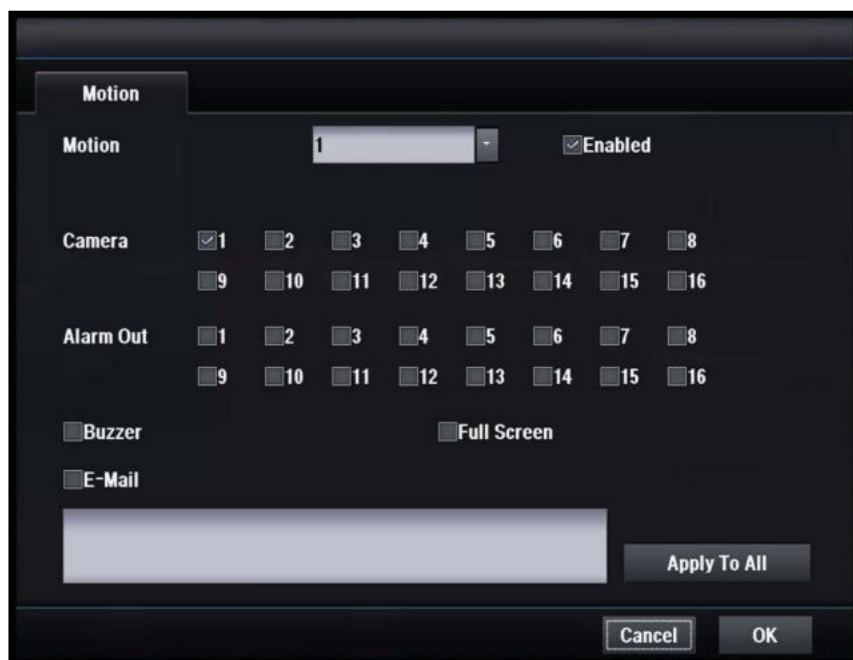 Motion
Motion 1 Enabled
Camera 1 2 3 4 5 6 7 8
9 10 11 12 13 14 15 16
Alarm Out 1 2 3 4 5 6 7 8
9 10 11 12 13 14 15 16
Buzzer Full Screen
E-Mail
Apply To All
Cancel OK